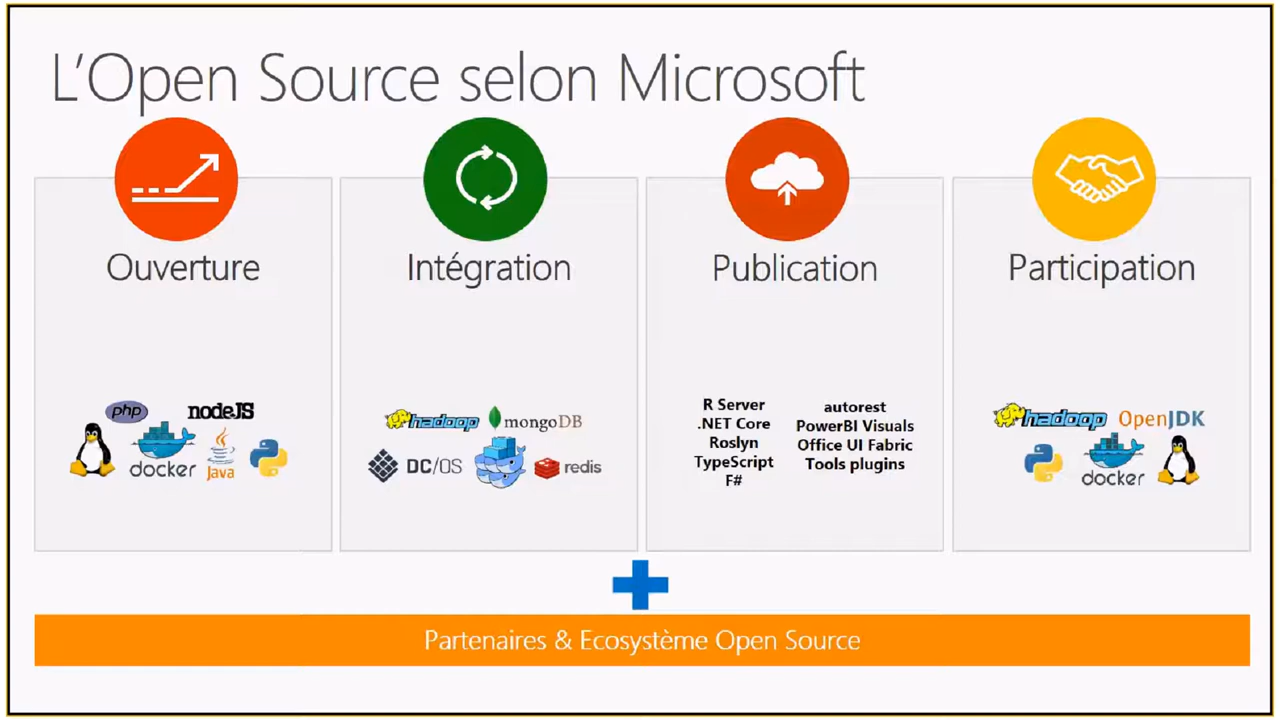 L'Open Source selon Microsoft
Ouverture
php
nodeJS
docker
Java
python
Intégration
hadoop
mongoDB
DC/OS
redis
Publication
R Server
.NET Core
Roslyn
TypeScript
F#
autorest
PowerBI Visuals
Office UI Fabric
Tools plugins
Participation
hadoop
OpenJDK
docker
Partenaires & Ecosystème Open Source